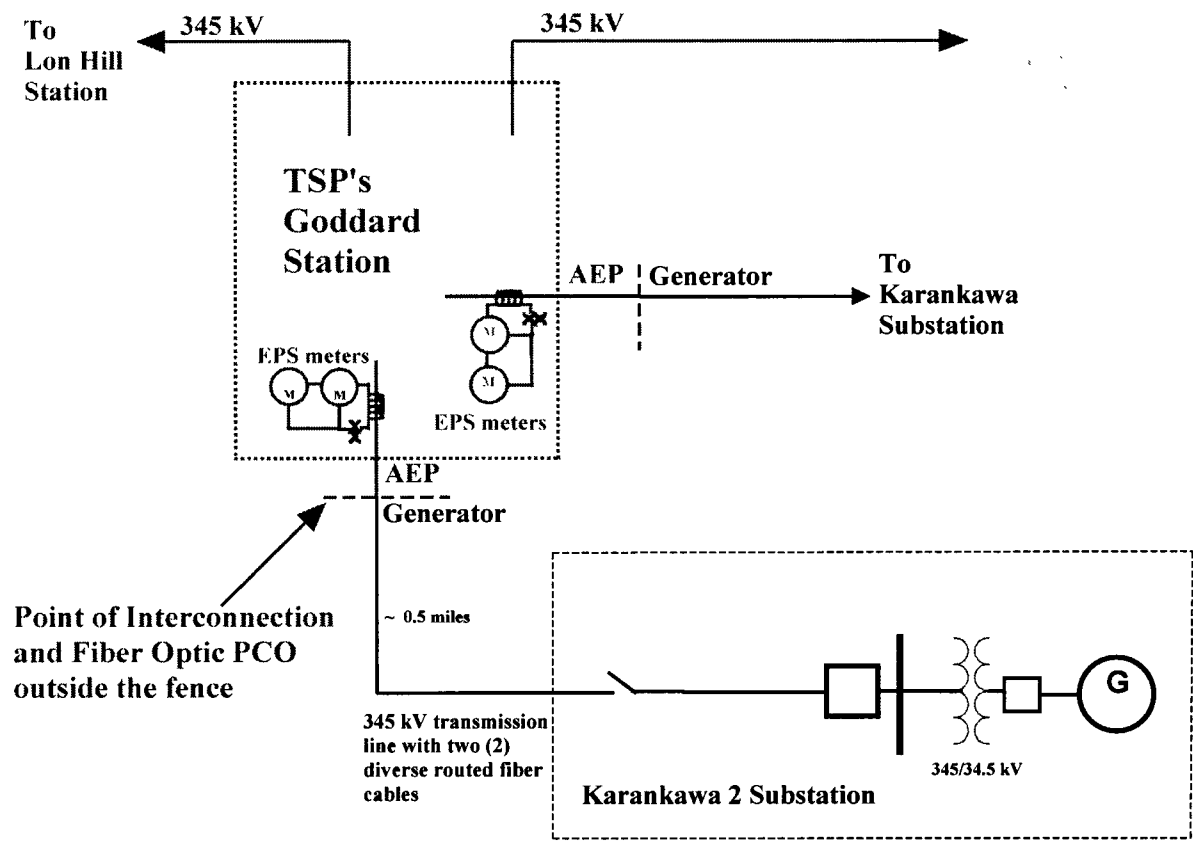 To
Lon Hill
Station
345 kV
345 kV
TSP's
Goddard
Station
AEP
Generator
To
Karankawa
Substation
EPS meters
M
M
M
M
EPS meters
AEP
Generator
Point of Interconnection
and Fiber Optic PCO
outside the fence
~ 0.5 miles
345 kV transmission
line with two (2)
diverse routed fiber
cables
G
345/34.5 kV
Karankawa 2 Substation